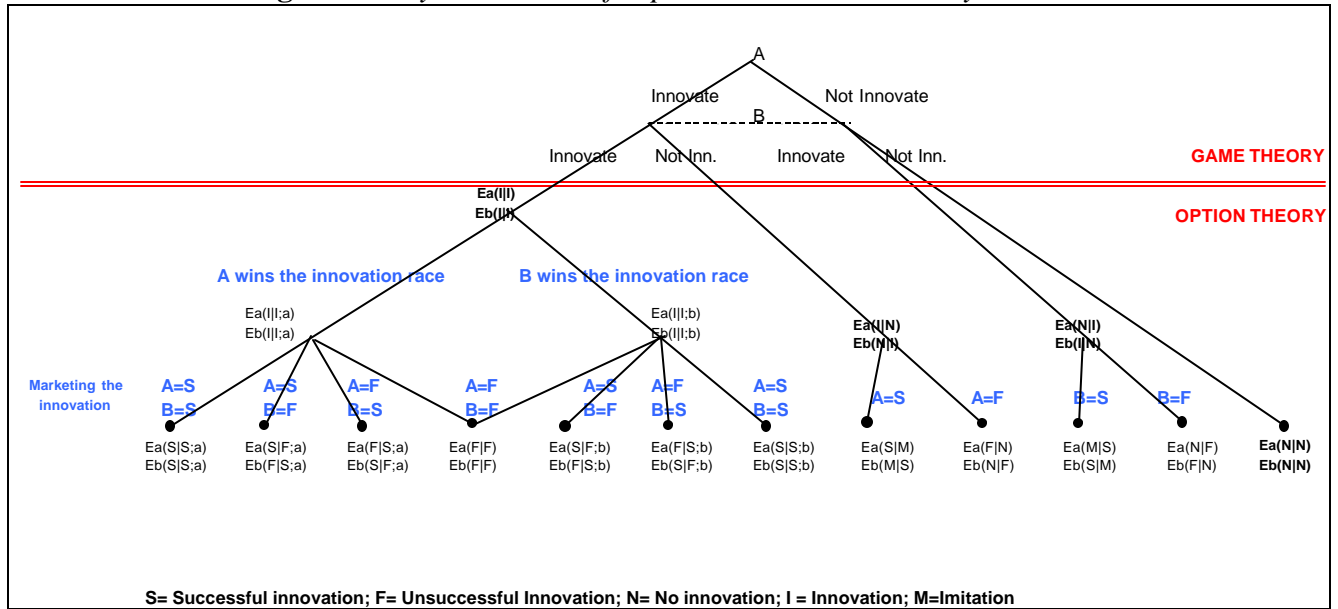 A
Innovate Not Innovate
B
Innovate Not Inn. Innovate Not Inn. GAME THEORY
Ea(I|I)
Eb(I|I) OPTION THEORY
A wins the innovation race B wins the innovation race
Ea(I|I;a) Ea(I|I;b) Ea(I|N) Ea(N|I)
Eb(I|I;a) Eb(I|I;b) Eb(N|I) Eb(I|N)
Marketing the A=S A=S A=F A=F A=S A=F A=S A=S A=F B=S B=F
innovation B=S B=F B=S B=F B=F B=S B=S
Ea(S|S;a) Ea(S|F;a) Ea(F|S;a) Ea(F|F) Ea(S|F;b) Ea(F|S;b) Ea(S|S;b) Ea(S|M) Ea(F|N) Ea(M|S) Ea(N|F) Ea(N|N)
Eb(S|S;a) Eb(F|S;a) Eb(S|F;a) Eb(F|F) Eb(F|S;b) Eb(S|F;b) Eb(S|S;b) Eb(M|S) Eb(N|F) Eb(S|M) Eb(F|N) Eb(N|N)
S= Successful innovation; F= Unsuccessful Innovation; N= No innovation; I = Innovation; M=Imitation